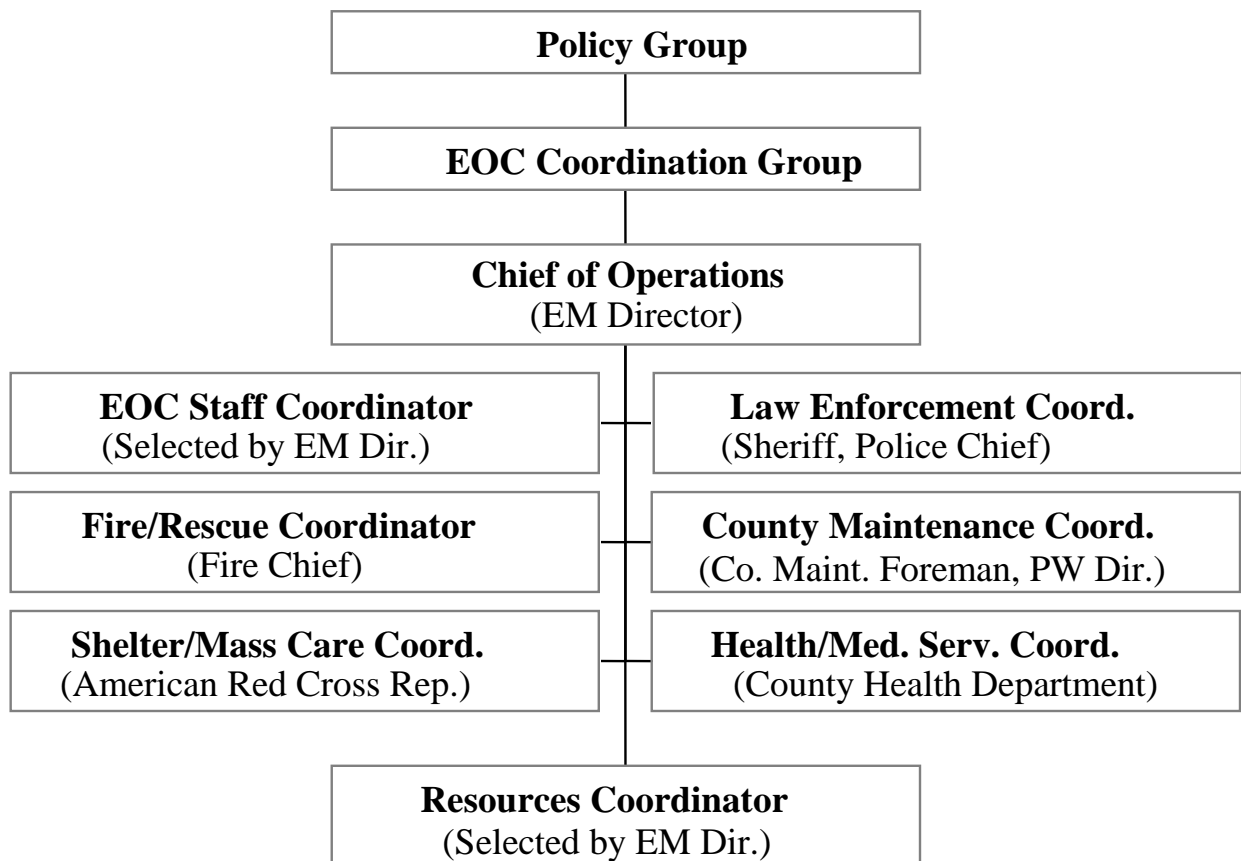 Policy Group
EOC Coordination Group
Chief of Operations
(EM Director)
EOC Staff Coordinator
(Selected by EM Dir.)
Law Enforcement Coord.
(Sheriff, Police Chief)
Fire/Rescue Coordinator
(Fire Chief)
County Maintenance Coord.
(Co. Maint. Foreman, PW Dir.)
Shelter/Mass Care Coord.
(American Red Cross Rep.)
Health/Med. Serv. Coord.
(County Health Department)
Resources Coordinator
(Selected by EM Dir.)